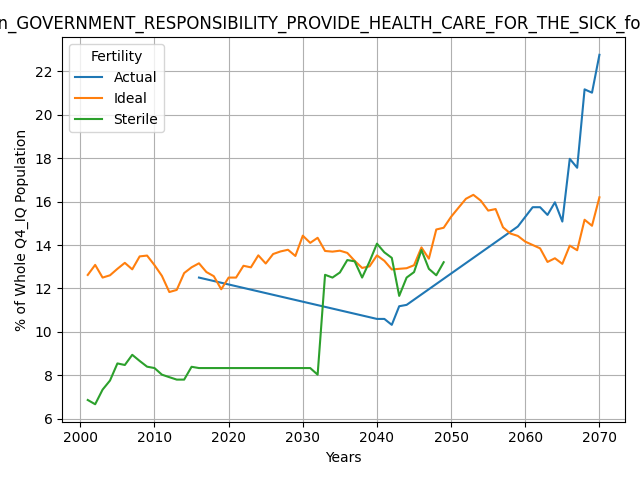 n_GOVERNMENT_RESPONSIBILITY_PROVIDE_HEALTH_CARE_FOR_THE_SICK_fo
Fertility
Actual
Ideal
Sterile
% of Whole Q4_IQ Population
22
20
18
16
14
12
10
8
6
2000 2010 2020 2030 2040 2050 2060 2070
Years